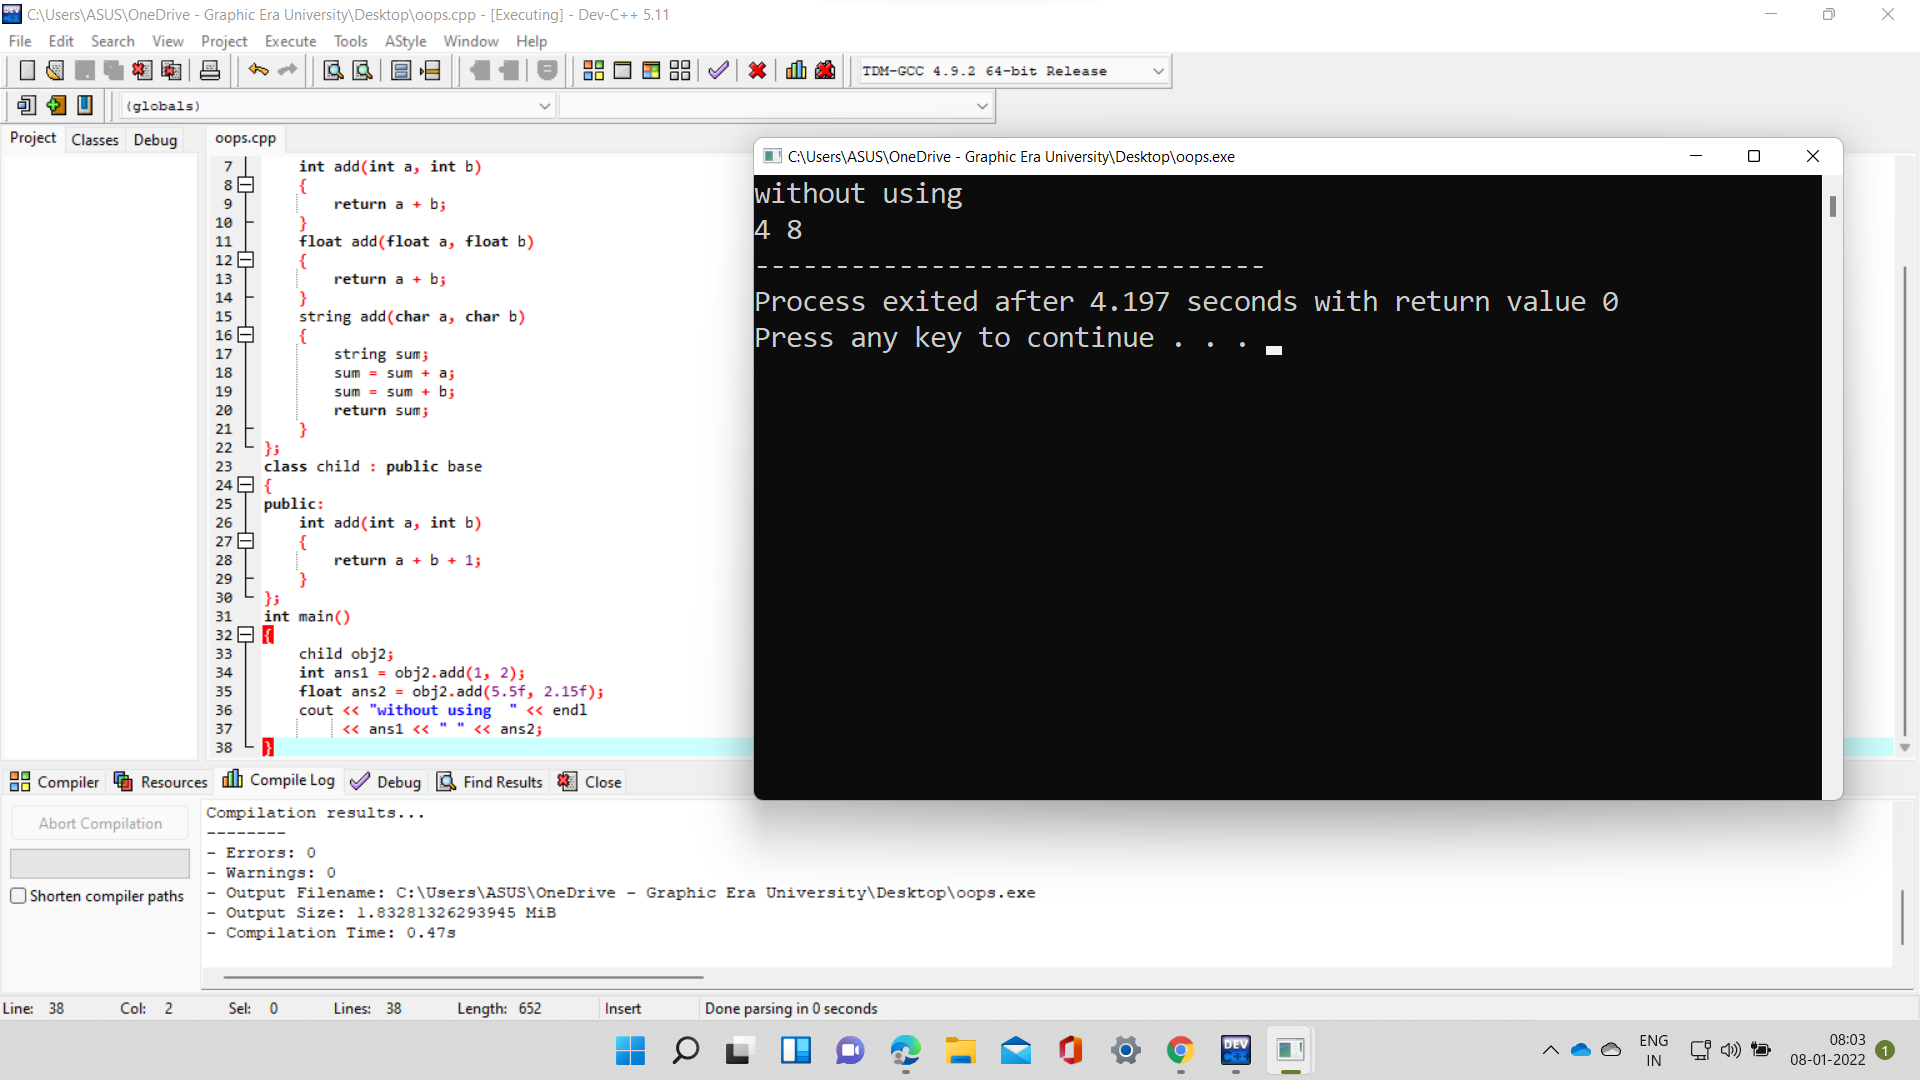 C:\Users\ASUS\OneDrive - Graphic Era University\Desktop\oops.cpp - [Executing] - Dev-C++ 5.11
File Edit Search View Project Execute Tools AStyle Window Help
TDM-GCC 4.9.2 64-bit Release
(globals)
Project Classes Debug
oops.cpp
7 int add(int a, int b)
8 {
9 return a + b;
10 }
11 float add(float a, float b)
12 {
13 return a + b;
14 }
15 string add(char a, char b)
16 {
17 string sum;
18 sum = sum + a;
19 sum = sum + b;
20 return sum;
21 }
22 };
23 class child : public base
24 {
25 public:
26 int add(int a, int b)
27 {
28 return a + b + 1;
29 }
30 };
31 int main()
32 {
33 child obj2;
34 int ans1 = obj2.add(1, 2);
35 float ans2 = obj2.add(5.5f, 2.15f);
36 cout << "without using  " << endl
37 << ans1 << " " << ans2;
38 }
C:\Users\ASUS\OneDrive - Graphic Era University\Desktop\oops.exe
without using
4 8
--------------------------------
Process exited after 4.197 seconds with return value 0
Press any key to continue . . .
Compiler Resources Compile Log Debug Find Results Close
Abort Compilation
Shorten compiler paths
Compilation results...
--------
- Errors: 0
- Warnings: 0
- Output Filename: C:\Users\ASUS\OneDrive - Graphic Era University\Desktop\oops.exe
- Output Size: 1.83281326293945 MiB
- Compilation Time: 0.47s
Line: 38 Col: 2 Sel: 0 Lines: 38 Length: 652 Insert Done parsing in 0 seconds
DEV C++
ENG
IN
08:03
08-01-2022
1